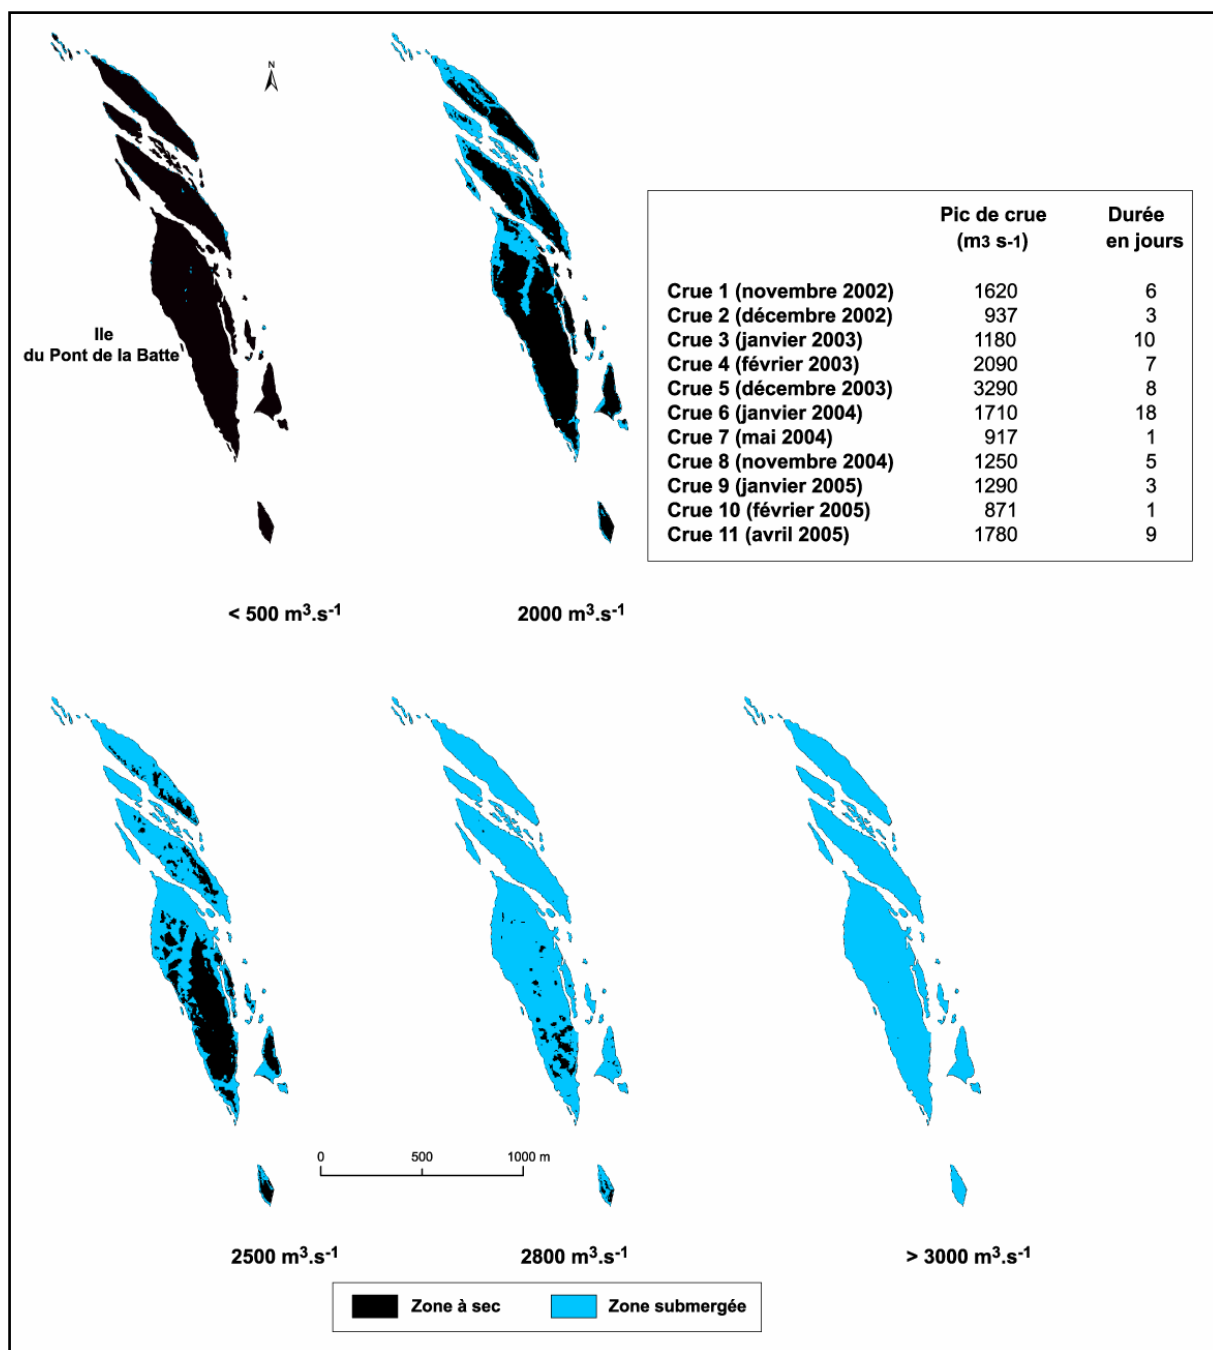 N
Ile
du Pont de la Batte
Pic de crue Durée
(m3 s-1) en jours
Crue 1 (novembre 2002) 1620 6
Crue 2 (décembre 2002) 937 3
Crue 3 (janvier 2003) 1180 10
Crue 4 (février 2003) 2090 7
Crue 5 (décembre 2003) 3290 8
Crue 6 (janvier 2004) 1710 18
Crue 7 (mai 2004) 917 1
Crue 8 (novembre 2004) 1250 5
Crue 9 (janvier 2005) 1290 3
Crue 10 (février 2005) 871 1
Crue 11 (avril 2005) 1780 9
< 500 m³.s⁻¹ 2000 m³.s⁻¹
0 500 1000 m
2500 m³.s⁻¹ 2800 m³.s⁻¹ > 3000 m³.s⁻¹
Zone à sec Zone submergée